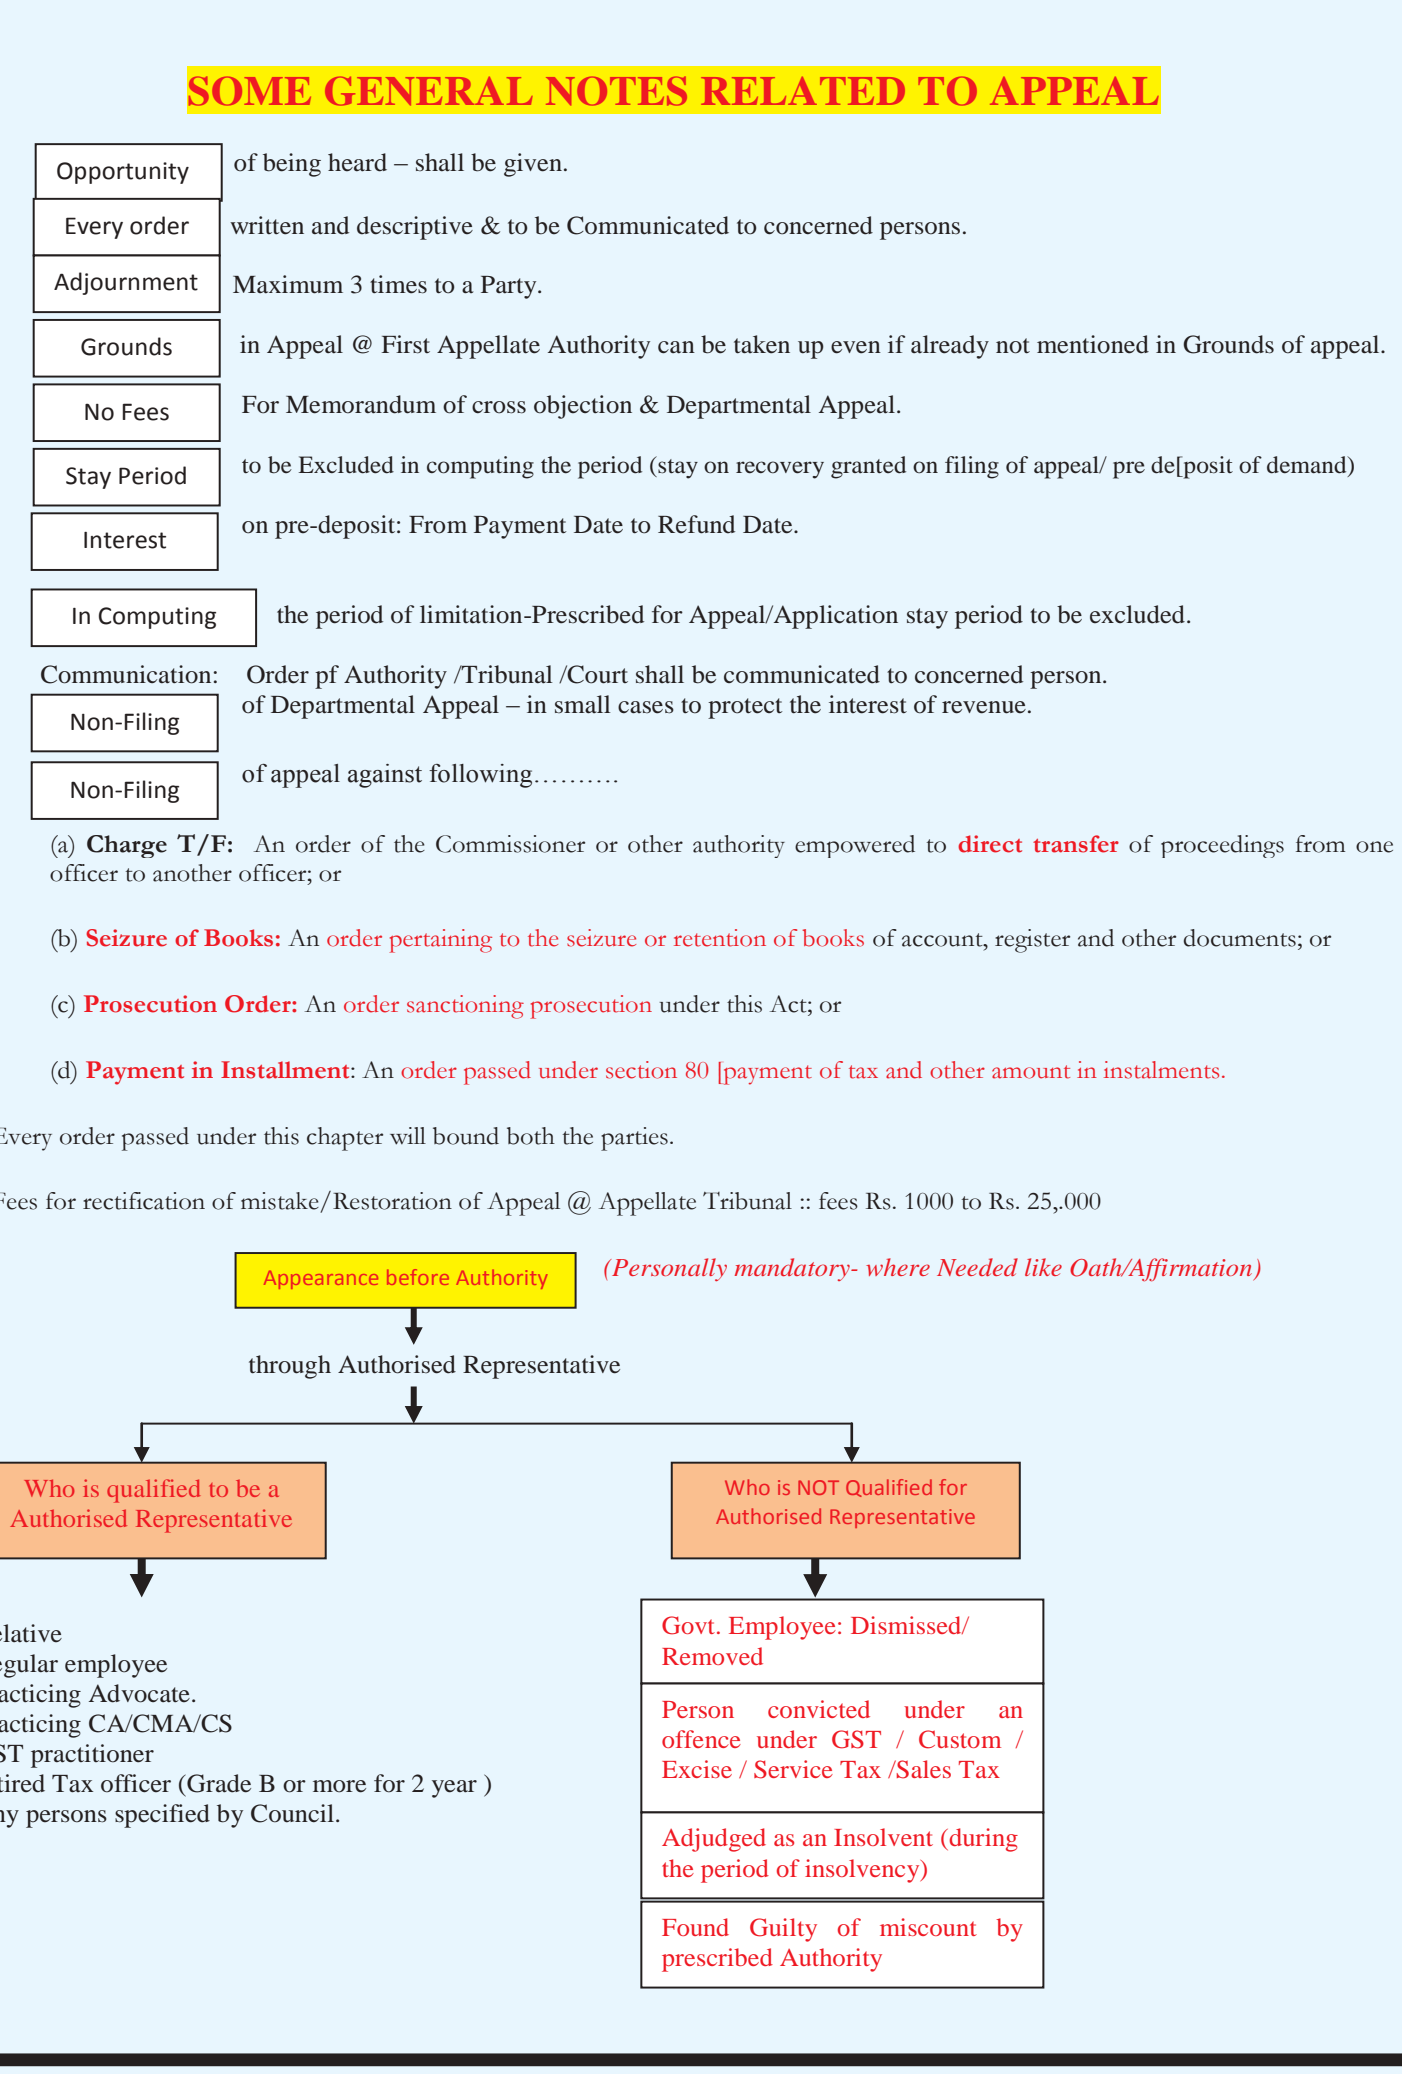 SOME GENERAL NOTES RELATED TO APPEAL
Opportunity of being heard – shall be given.
Every order written and descriptive & to be Communicated to concerned persons.
Adjournment Maximum 3 times to a Party.
Grounds in Appeal @ First Appellate Authority can be taken up even if already not mentioned in Grounds of appeal.
No Fees For Memorandum of cross objection & Departmental Appeal.
Stay Period to be Excluded in computing the period (stay on recovery granted on filing of appeal/ pre de[posit of demand)
Interest on pre-deposit: From Payment Date to Refund Date.
In Computing the period of limitation-Prescribed for Appeal/Application stay period to be excluded.
Communication: Order pf Authority /Tribunal /Court shall be communicated to concerned person.
Non-Filing of Departmental Appeal – in small cases to protect the interest of revenue.
Non-Filing of appeal against following……….
(a) Charge T/F: An order of the Commissioner or other authority empowered to direct transfer of proceedings from one
officer to another officer; or
(b) Seizure of Books: An order pertaining to the seizure or retention of books of account, register and other documents; or
(c) Prosecution Order: An order sanctioning prosecution under this Act; or
(d) Payment in Installment: An order passed under section 80 [payment of tax and other amount in instalments.
Every order passed under this chapter will bound both the parties.
Fees for rectification of mistake/Restoration of Appeal @ Appellate Tribunal :: fees Rs. 1000 to Rs. 25,.000
Appearance before Authority (Personally mandatory- where Needed like Oath/Affirmation)
through Authorised Representative
Who is qualified to be a
Authorised Representative
elative
egular employee
acticing Advocate.
acticing CA/CMA/CS
ST practitioner
tired Tax officer (Grade B or more for 2 year )
ny persons specified by Council.
Who is NOT Qualified for
Authorised Representative
Govt. Employee: Dismissed/
Removed
Person convicted under an
offence under GST / Custom /
Excise / Service Tax /Sales Tax
Adjudged as an Insolvent (during
the period of insolvency)
Found Guilty of miscount by
prescribed Authority